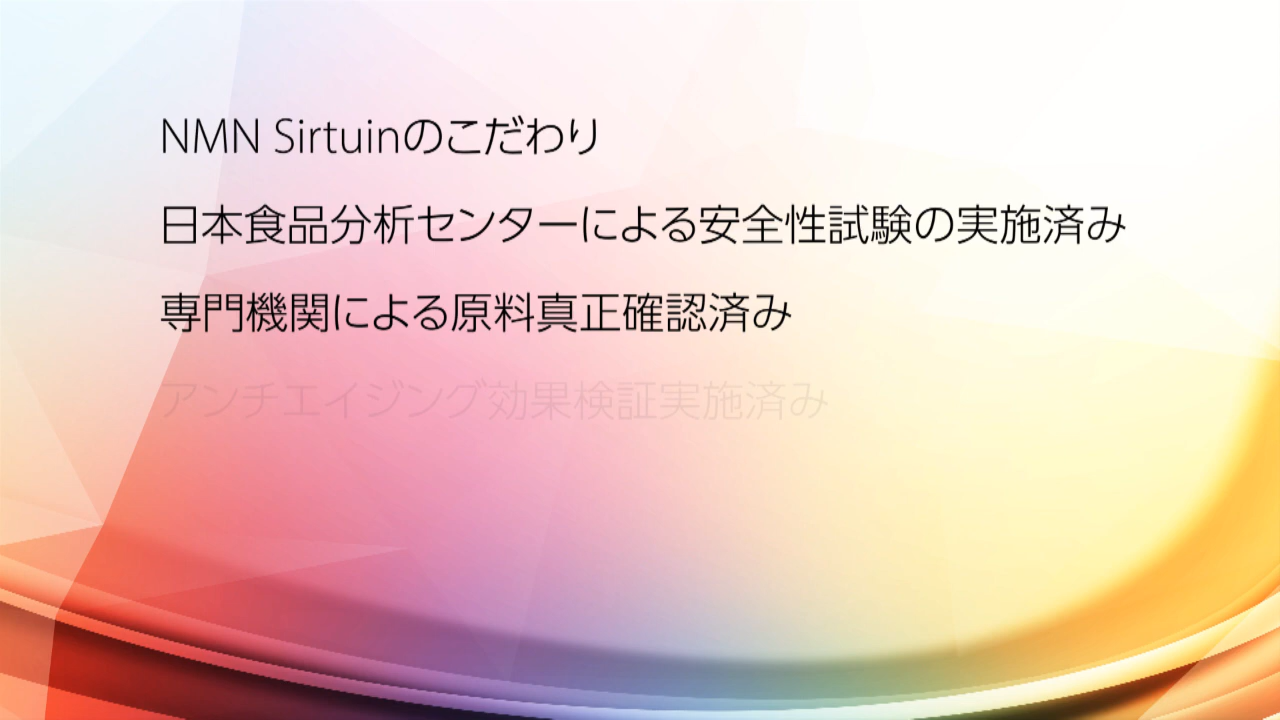 NMN Sirtuinのこだわり
日本食品分析センターによる安全性試験の実施済み
専門機関による原料真正確認済み
アンチエイジング効果検証実施済み